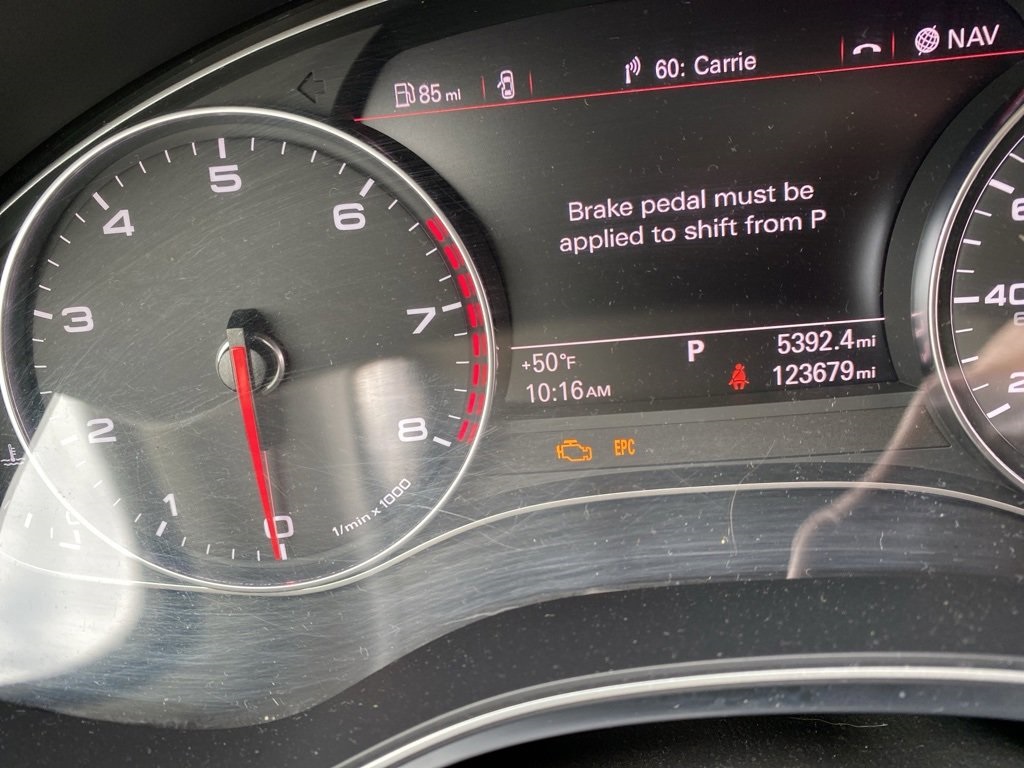 85 mi
60: Carrie
NAV
Brake pedal must be
applied to shift from P
+50°F
P
5392.4 mi
10:16 AM
123679 mi
EPC
0
1
2
3
4
5
6
7
8
1/min x 1000
40